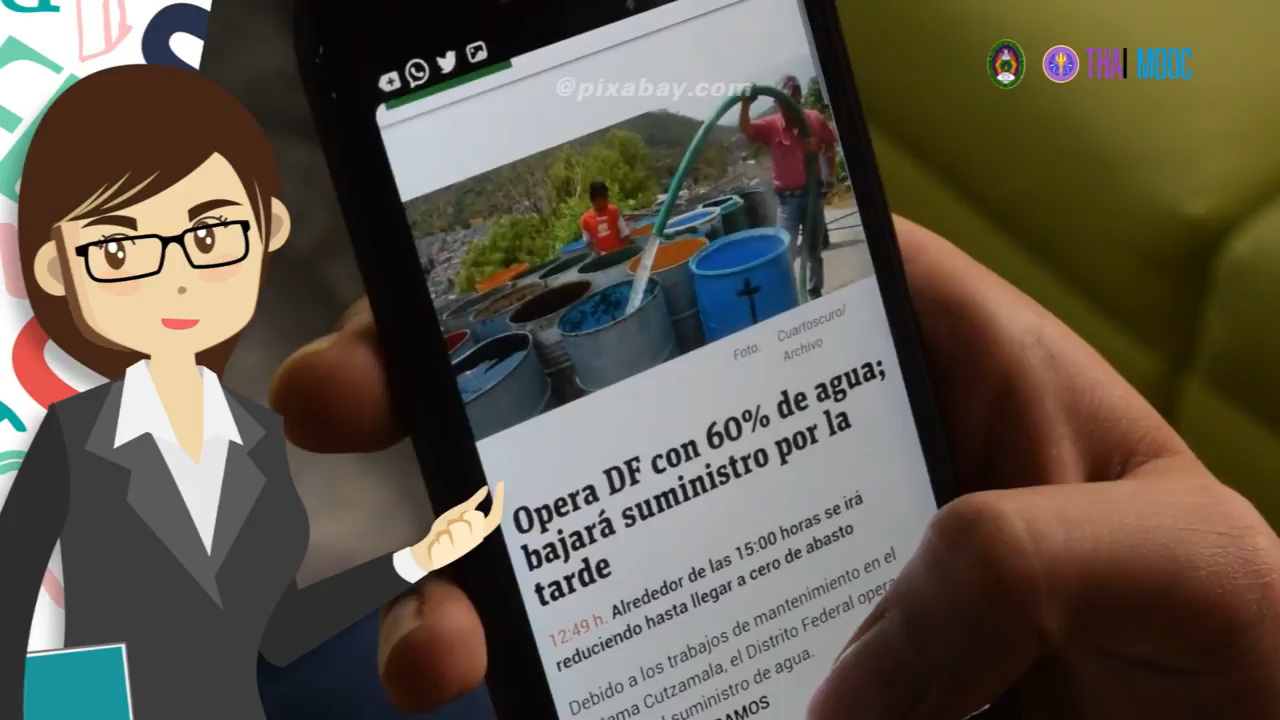 THAI MOOC
@pixabay.com
Foto: Cuartoscuro/
Archivo
Opera DF con 60% de agua;
bajará suministro por la
tarde
12:49 h. Alrededor de las 15:00 horas se irá
reduciendo hasta llegar a cero de abasto
Debido a los trabajos de mantenimiento en el
Cutzamala, el Distrito Federal opera
suministro de agua.